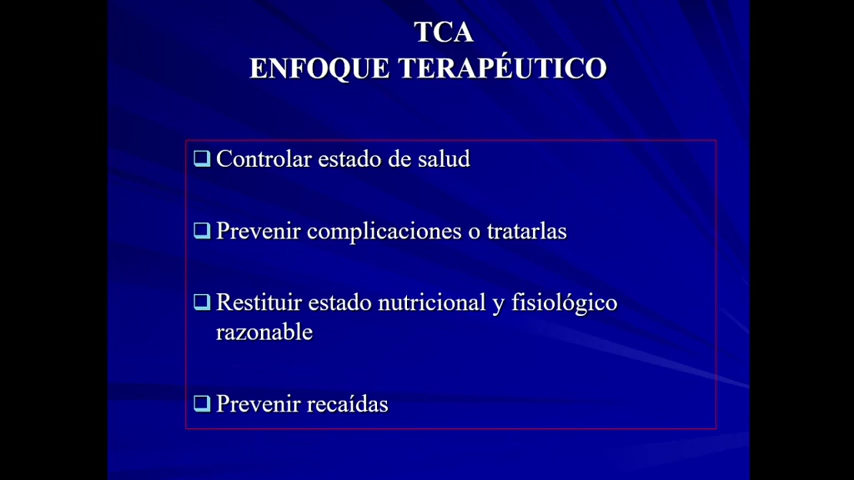 TCA
ENFOQUE TERAPÉUTICO
Controlar estado de salud
Prevenir complicaciones o tratarlas
Restituir estado nutricional y fisiológico
razonable
Prevenir recaídas